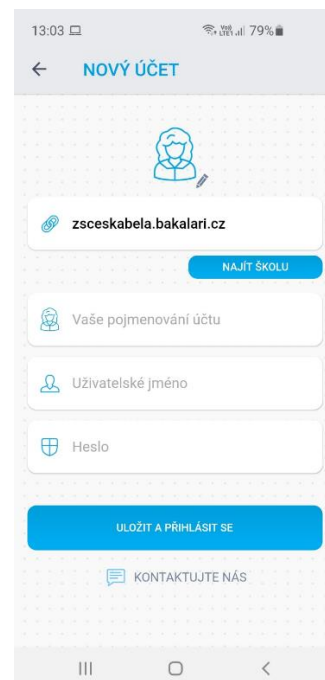 13:03 79%
NOVÝ ÚČET
zsceskabela.bakalari.cz
NAJÍT ŠKOLU
Vaše pojmenování účtu
Uživatelské jméno
Heslo
ULOŽIT A PŘIHLÁSIT SE
KONTAKTUJTE NÁS